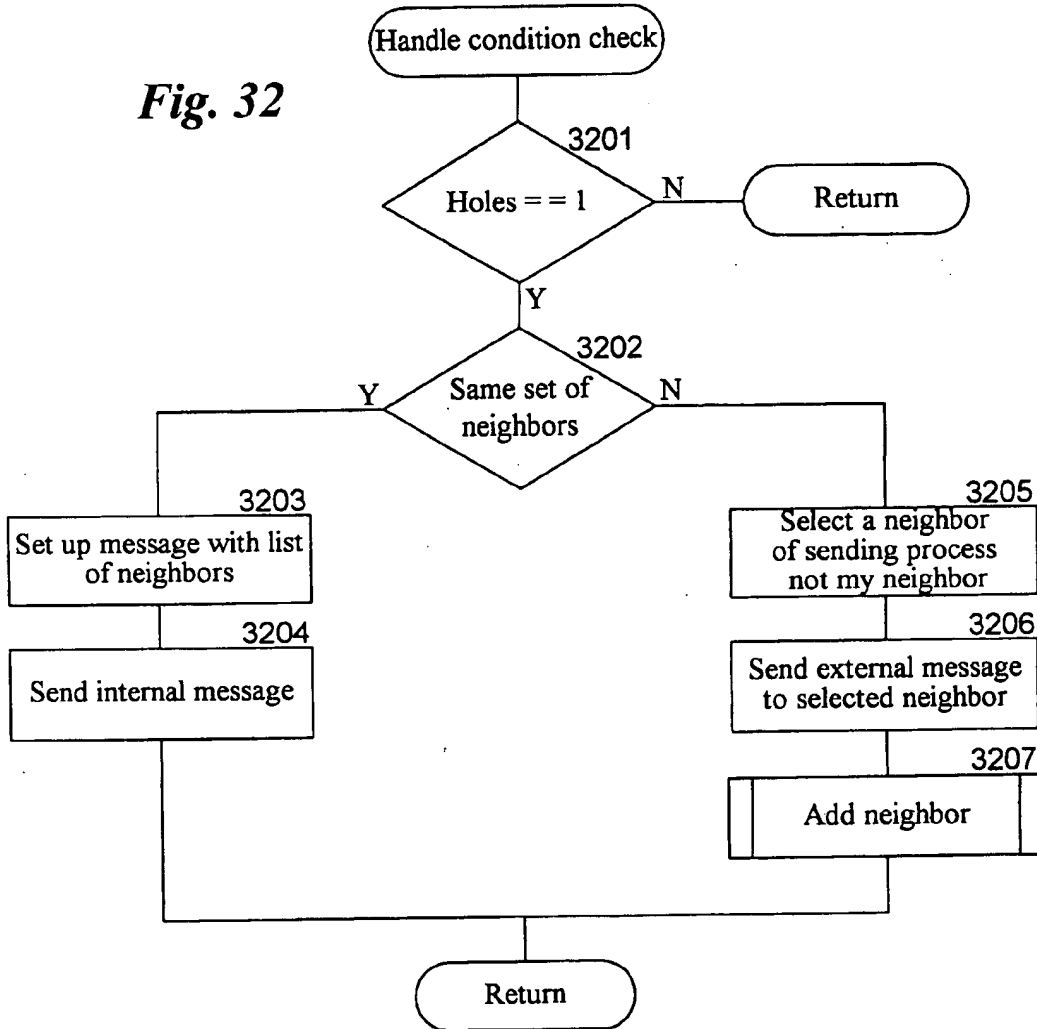 Handle condition check
Fig. 32
3201
Holes = = 1
N
Return
Y
3202
Same set of
neighbors
Y
N
3203
Set up message with list
of neighbors
3204
Send internal message
3205
Select a neighbor
of sending process
not my neighbor
3206
Send external message
to selected neighbor
3207
Add neighbor
Return